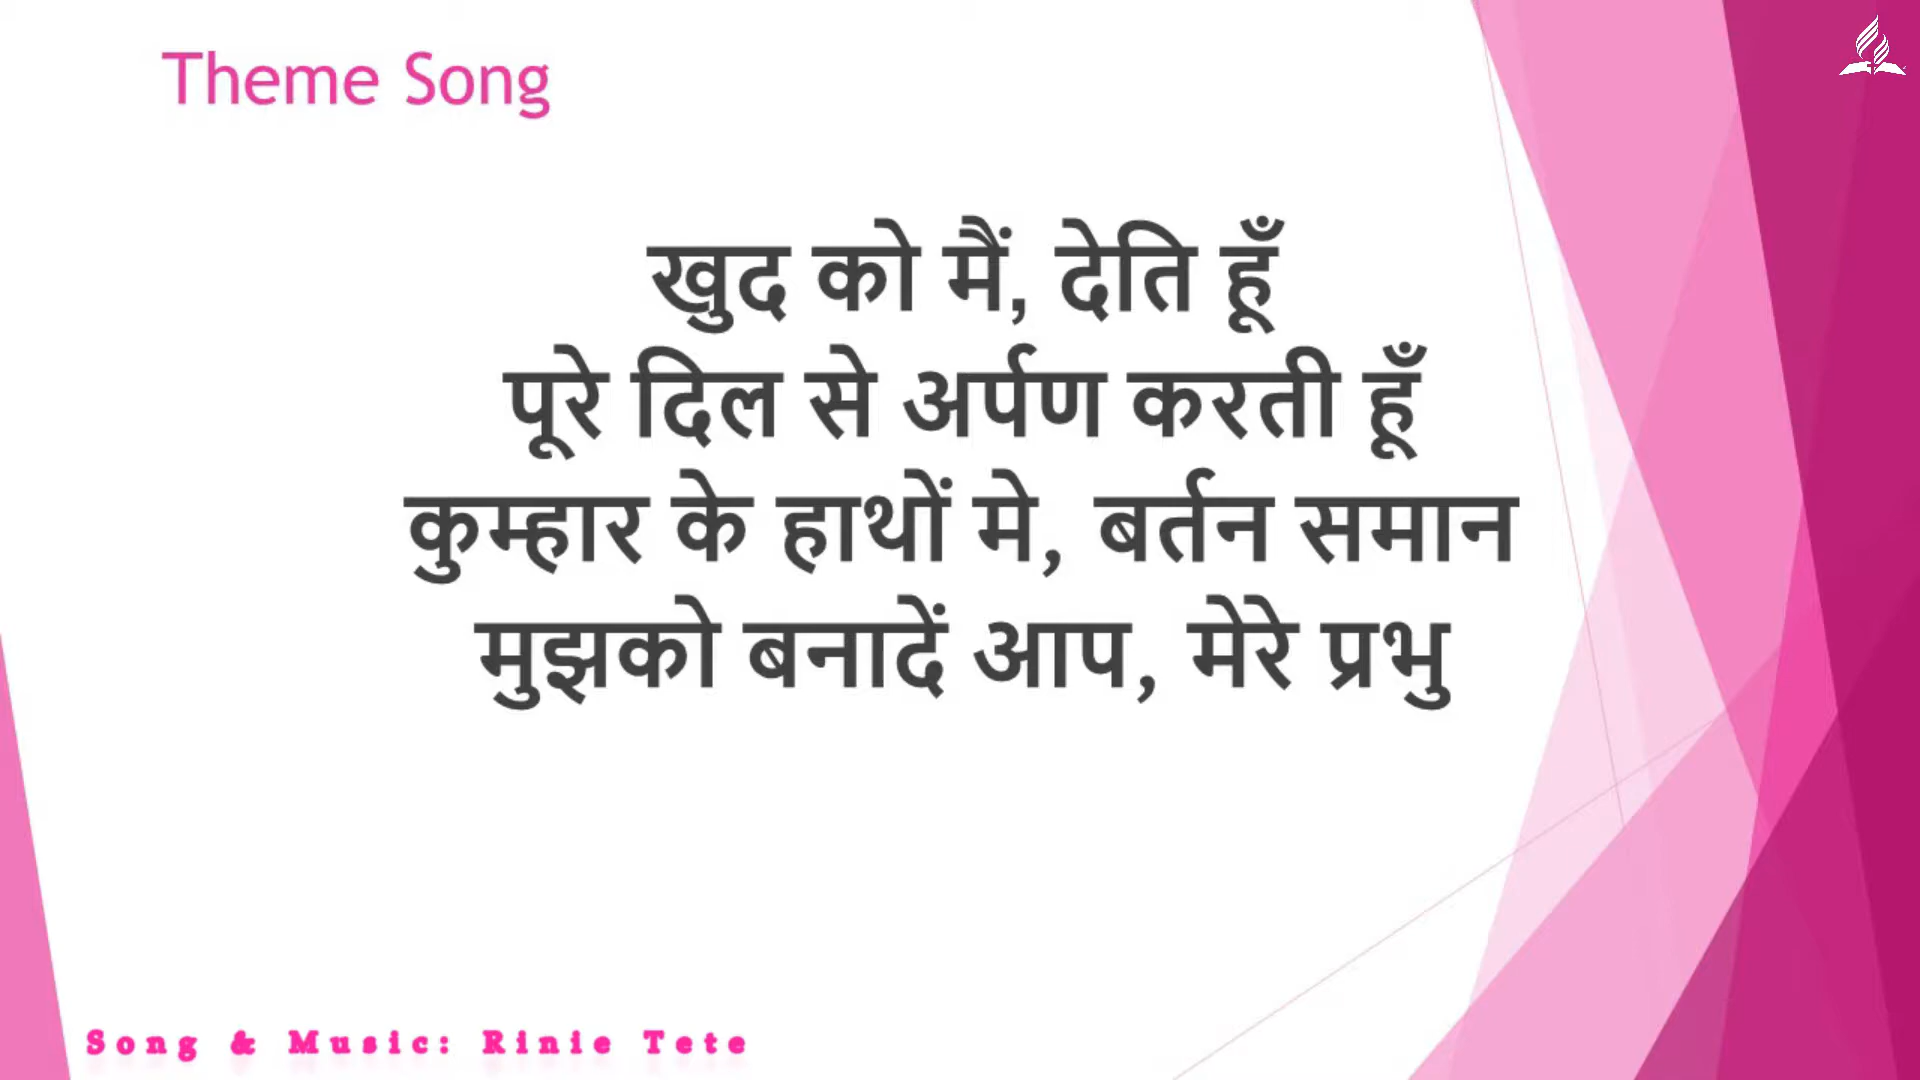 Theme Song
खुद को मैं, देति हूँ
पूरे दिल से अर्पण करती हूँ
कुम्हार के हाथों मे, बर्तन समान
मुझको बनादें आप, मेरे प्रभु
Song & Music: Rinie Tete